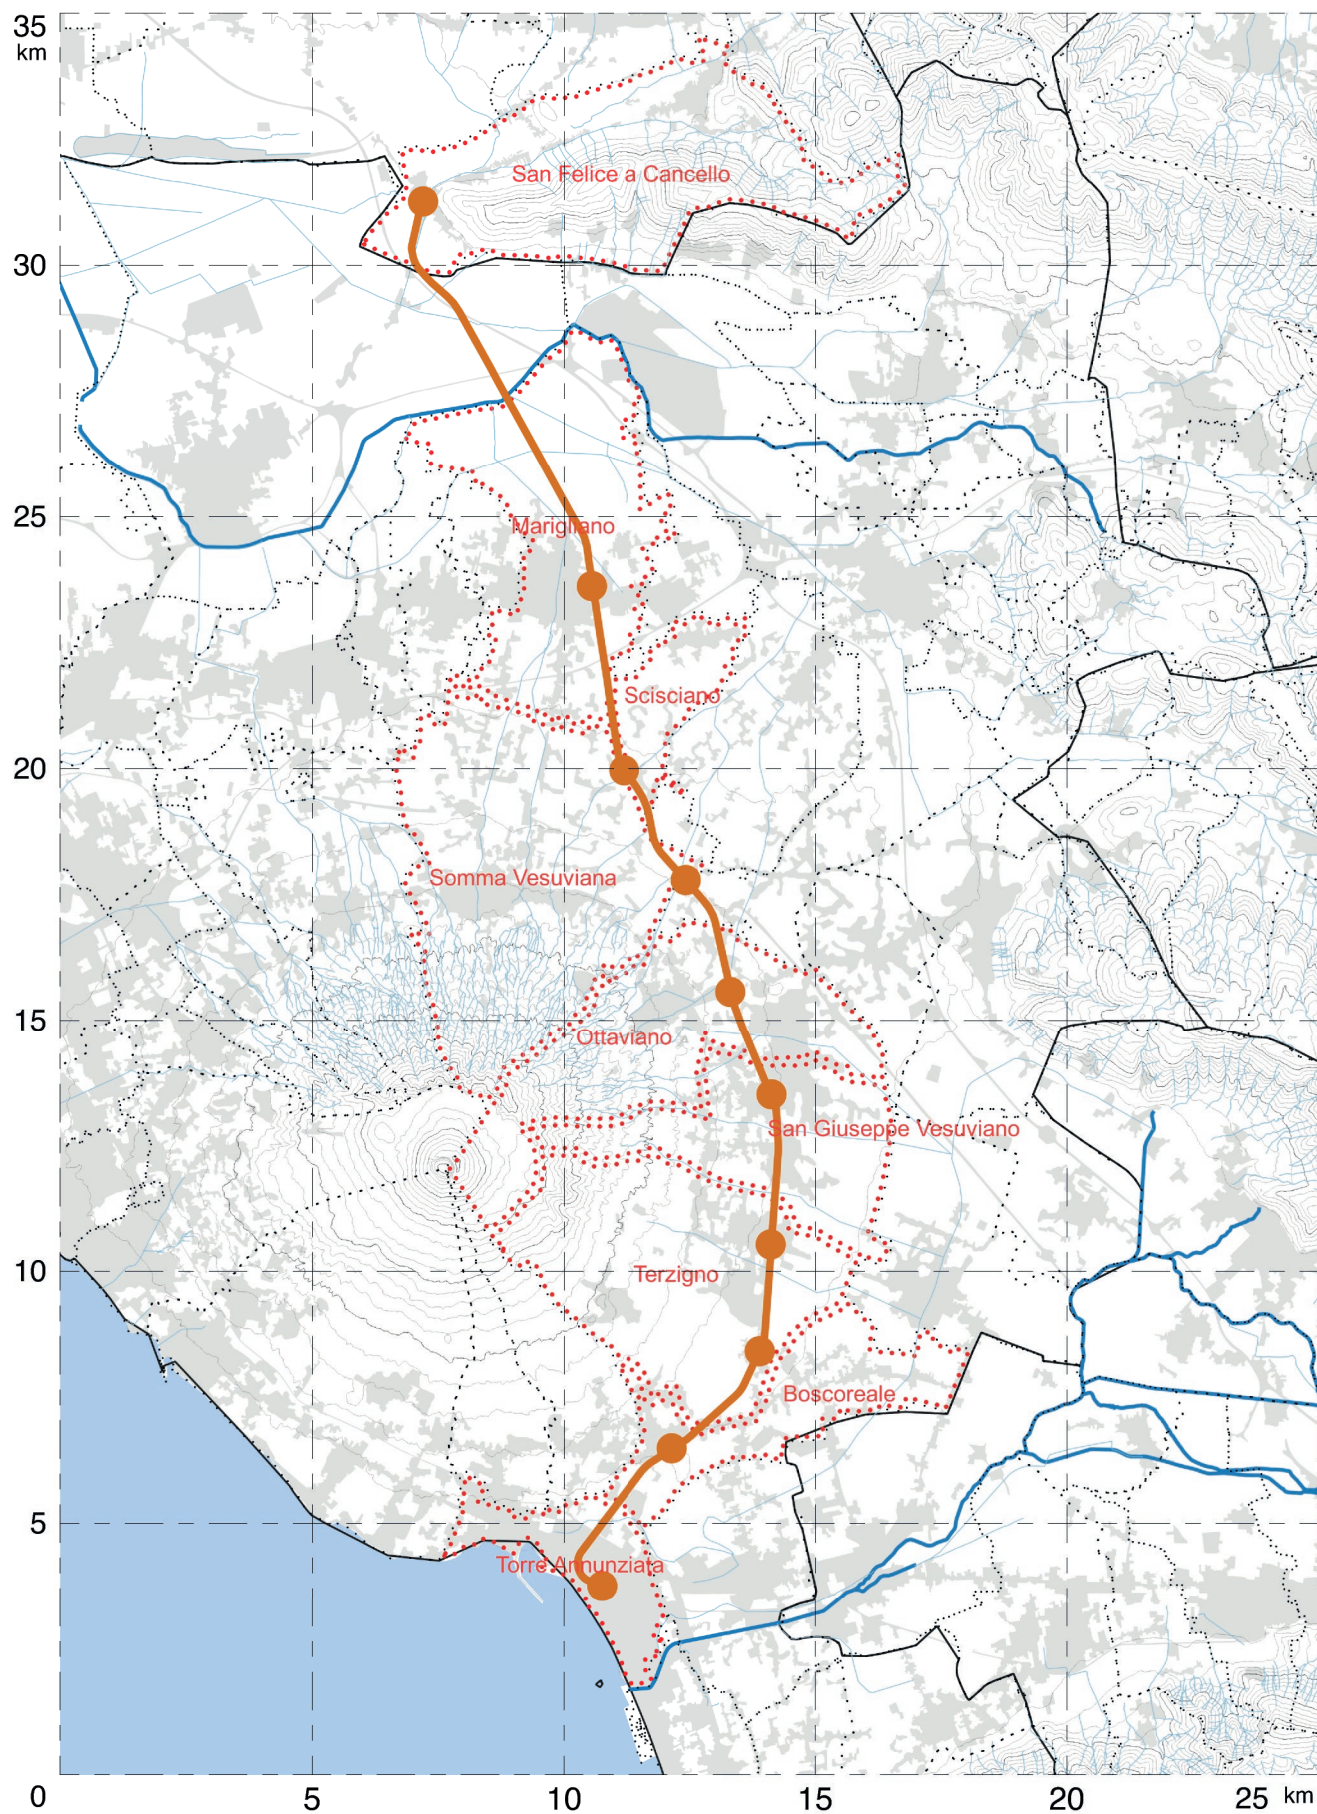 35
km
San Felice a Cancello
30
25
Marigliano
Scisciano
20
Somma Vesuviana
15
Ottaviano
San Giuseppe Vesuviano
10
Terzigno
Boscoreale
5
Torre Annunziata
0 5 10 15 20 25 km